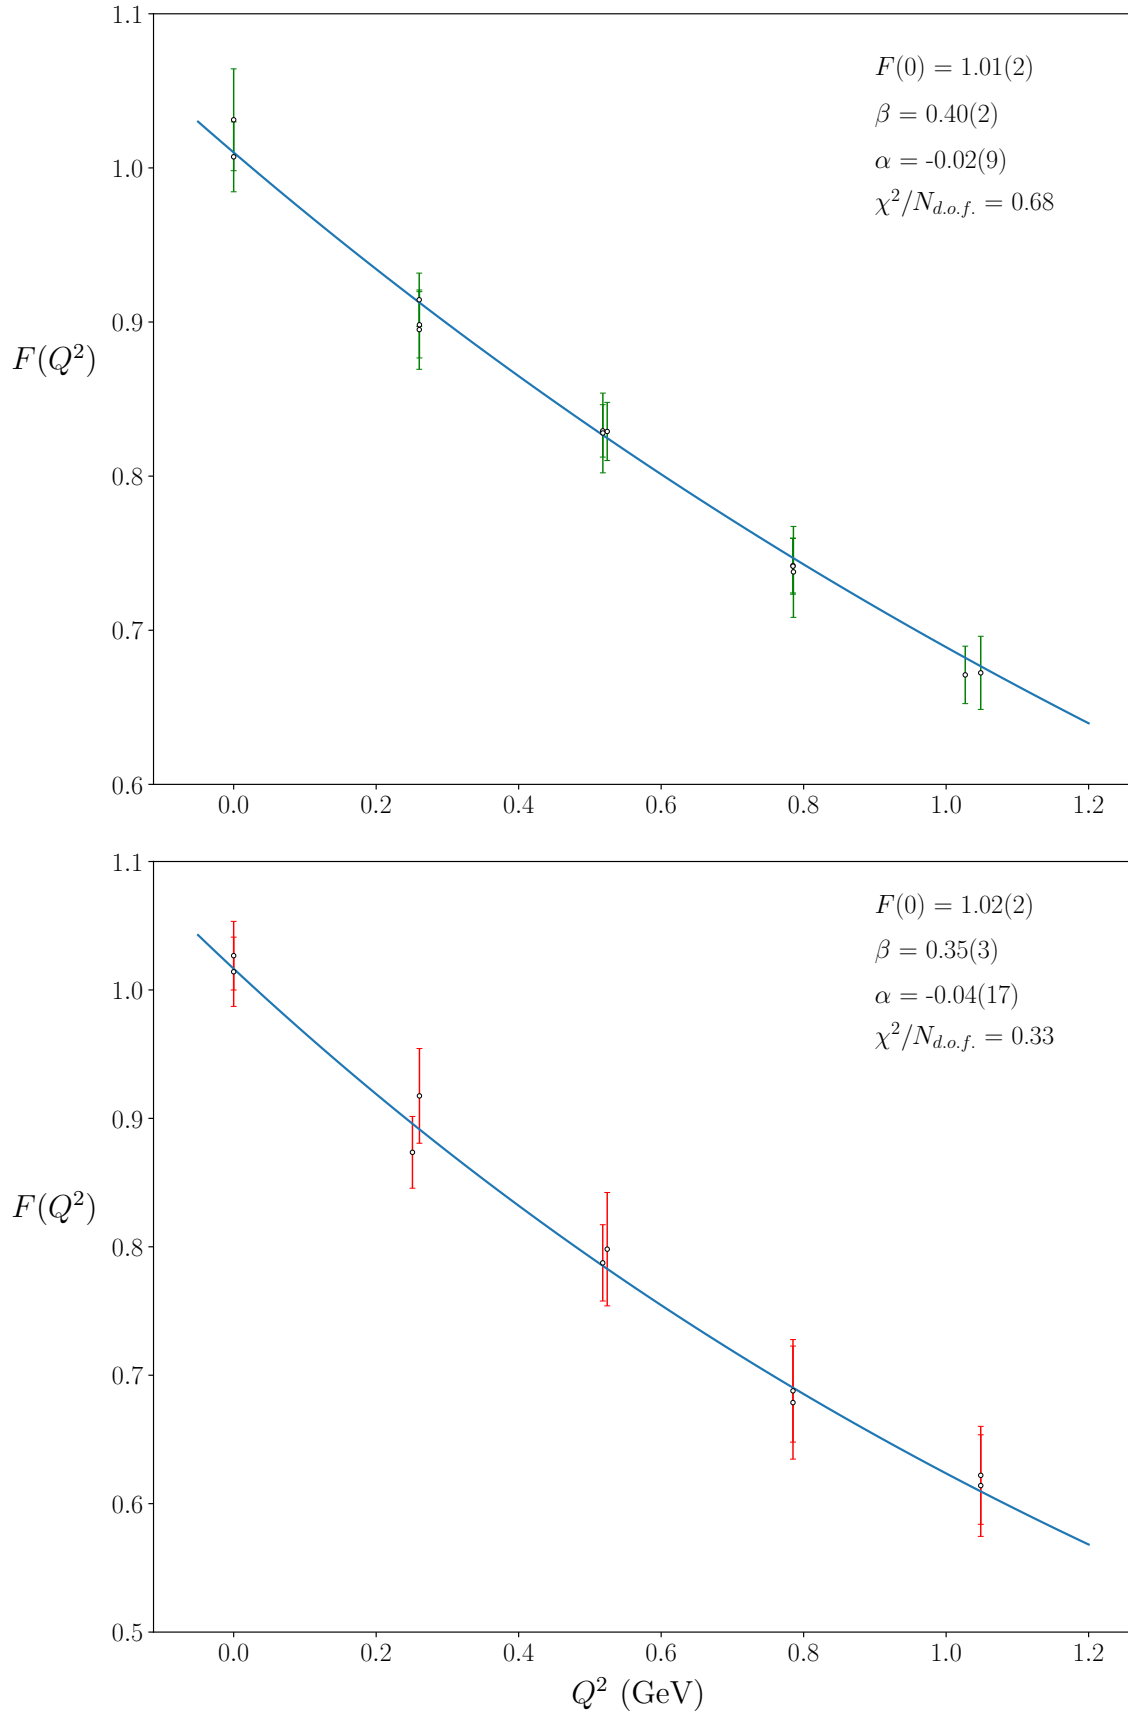 1.1
F(0) = 1.01(2)
β = 0.40(2)
α = -0.02(9)
χ²/N_{d.o.f.} = 0.68
1.0
0.9
F(Q²)
0.8
0.7
0.6
0.0 0.2 0.4 0.6 0.8 1.0 1.2
1.1
F(0) = 1.02(2)
β = 0.35(3)
α = -0.04(17)
χ²/N_{d.o.f.} = 0.33
1.0
0.9
F(Q²)
0.8
0.7
0.6
0.5
0.0 0.2 0.4 0.6 0.8 1.0 1.2
Q² (GeV)